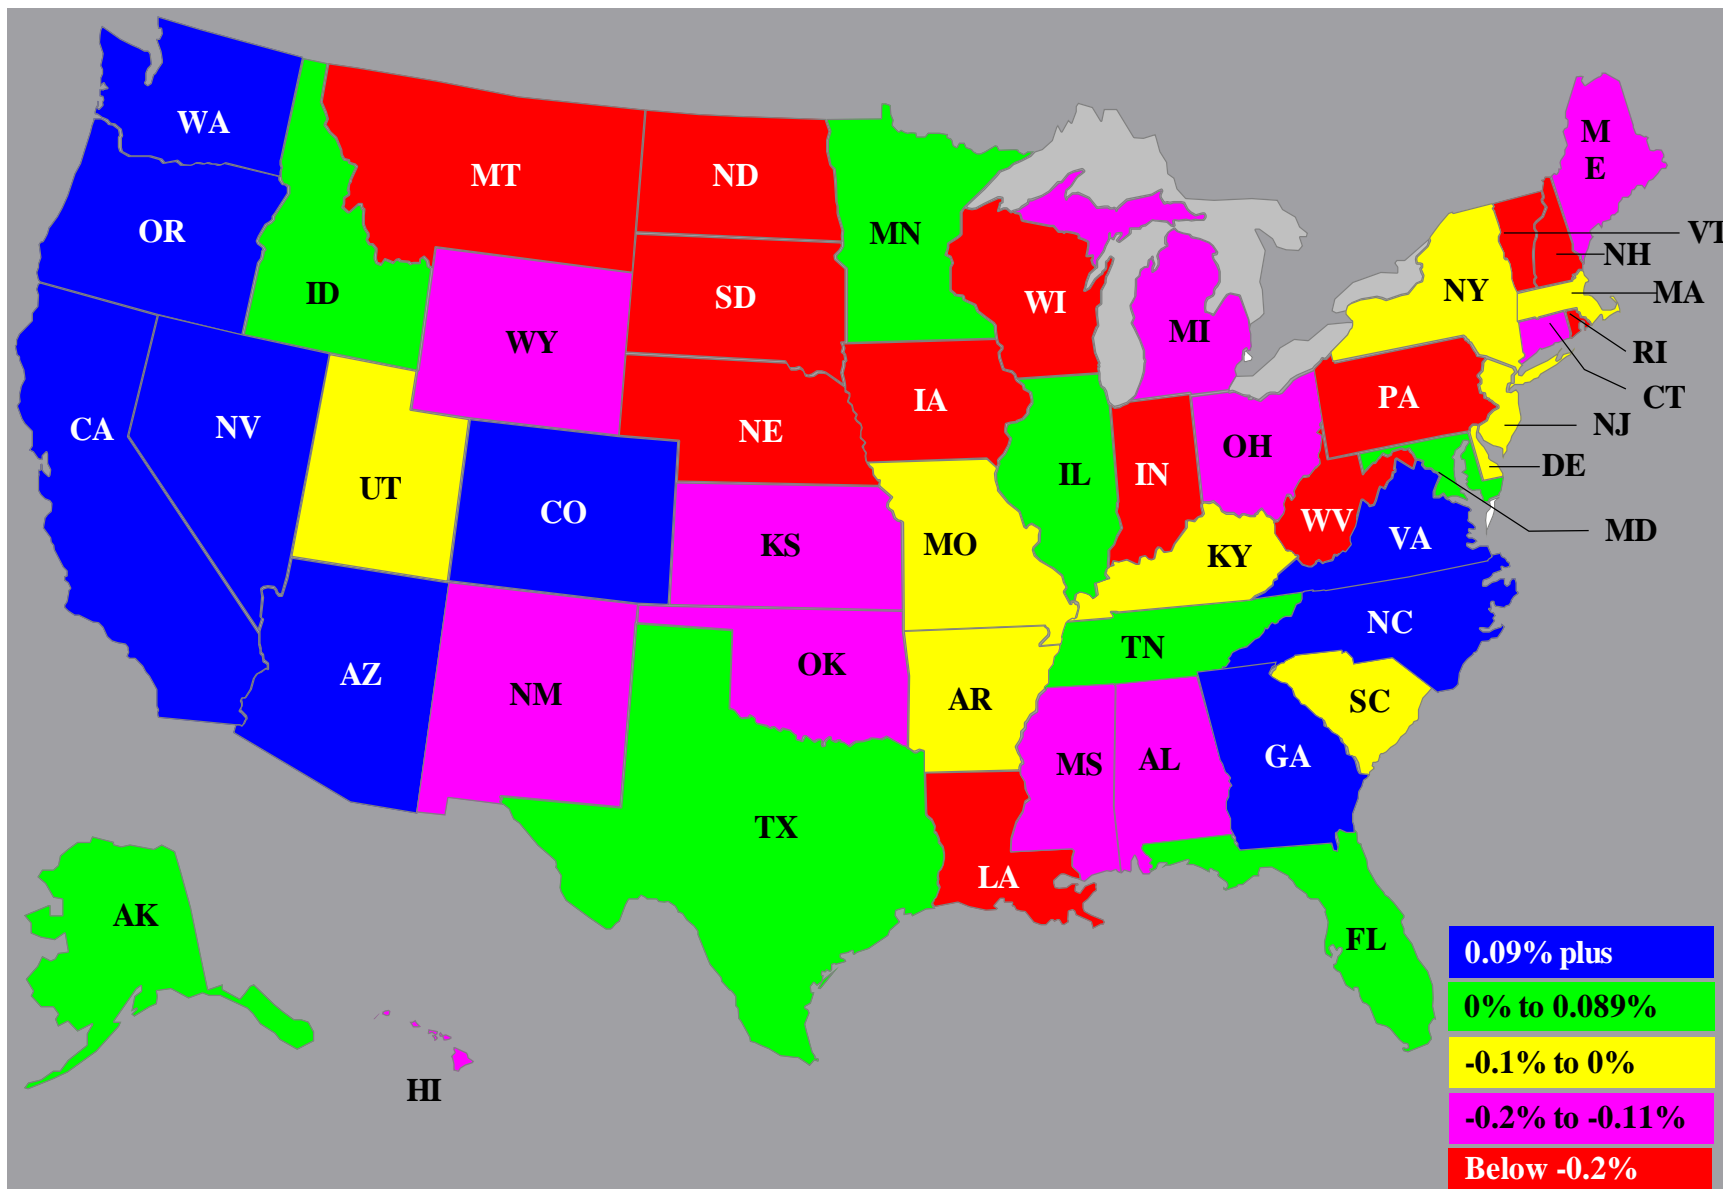 WA
OR
CA
NV
ID
MT
WY
UT
CO
AZ
NM
ND
SD
NE
KS
OK
TX
MN
IA
MO
AR
LA
WI
IL
MI
IN
OH
KY
TN
MS
AL
GA
FL
SC
NC
VA
WV
PA
NY
M
E
VT
NH
MA
RI
CT
NJ
DE
MD
AK
HI
0.09% plus
0% to 0.089%
-0.1% to 0%
-0.2% to -0.11%
Below -0.2%